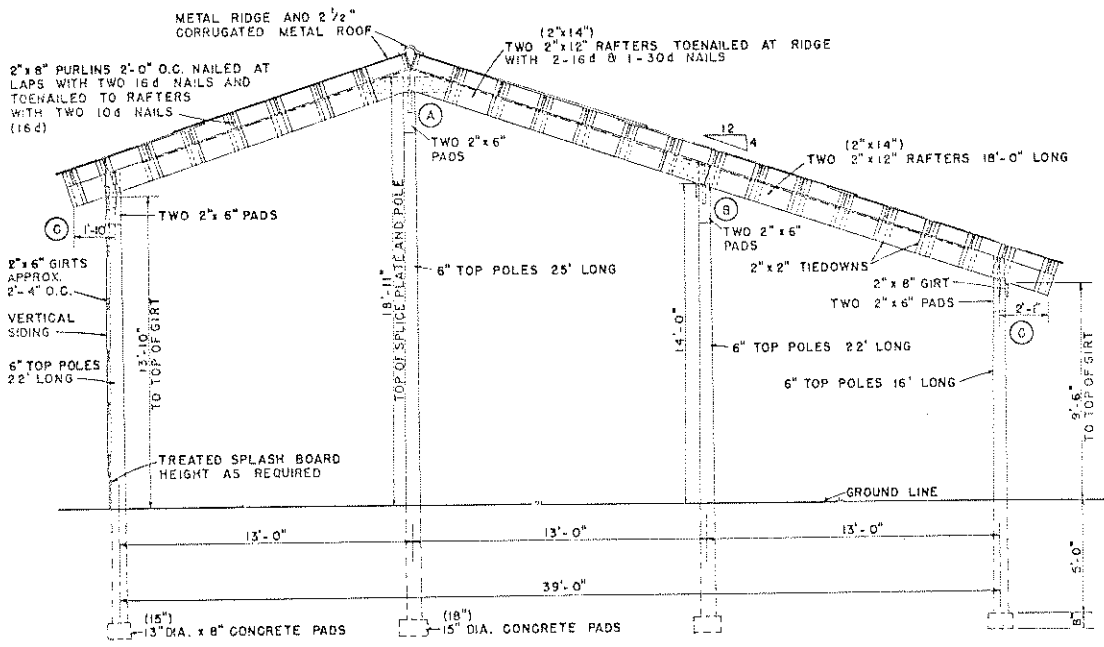 METAL RIDGE AND 2 1/2"
CORRUGATED METAL ROOF
(2"x14")
TWO 2"x12" RAFTERS TOENAILED AT RIDGE
WITH 2-16d & 1-30d NAILS
2"x 8" PURLINS 2'-0" O.C. NAILED AT
LAPS WITH TWO 16d NAILS AND
TOENAILED TO RAFTERS
WITH TWO 10d NAILS
(16d)
A
TWO 2"x 6"
PADS
12
4
(2"x14")
TWO 2"x12" RAFTERS 18'-0" LONG
TWO 2"x 6" PADS
B
TWO 2" x 6"
PADS
C
1'-10"
2"x 6" GIRTS
APPROX.
2'-4" O.C.
6" TOP POLES 25' LONG
2"x 2" TIEDOWNS
2" x 8" GIRT
TWO 2"x6" PADS
2'-1"
C
VERTICAL
SIDING
13'-10"
TO TOP OF GIRT
18'-11"
TOP OF SPLICE PLATE AND POLE
14'-0"
6" TOP POLES 22' LONG
6" TOP POLES
22' LONG
6" TOP POLES 16' LONG
9'-6"
TO TOP OF GIRT
TREATED SPLASH BOARD
HEIGHT AS REQUIRED
GROUND LINE
13'-0"
13'-0"
13'-0"
5'-0"
39'-0"
(15")
13" DIA. x 8" CONCRETE PADS
(18")
15" DIA. CONCRETE PADS
8"